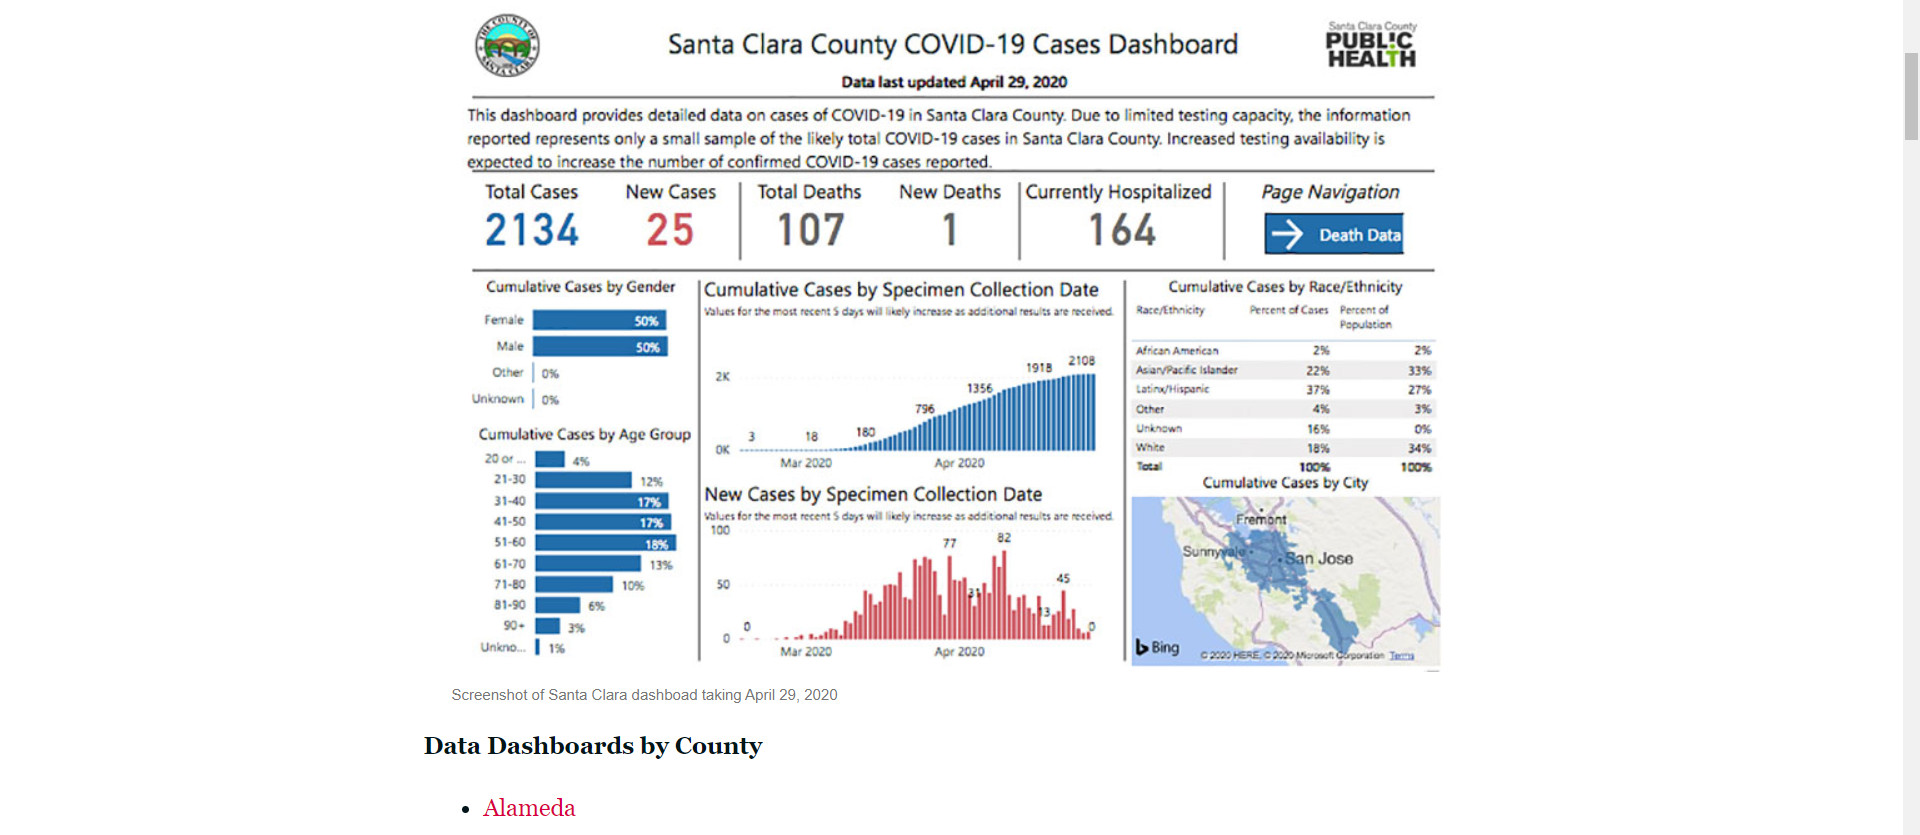 THE COUNTY OF
SANTA CLARA
Santa Clara County COVID-19 Cases Dashboard
Santa Clara County
PUBLIC
HEALTH
Data last updated April 29, 2020
This dashboard provides detailed data on cases of COVID-19 in Santa Clara County. Due to limited testing capacity, the information
reported represents only a small sample of the likely total COVID-19 cases in Santa Clara County. Increased testing availability is
expected to increase the number of confirmed COVID-19 cases reported.
Total Cases New Cases Total Deaths New Deaths Currently Hospitalized Page Navigation
2134 25 107 1 164 Death Data
Cumulative Cases by Gender
Female 50%
Male 50%
Other 0%
Unknown 0%
Cumulative Cases by Age Group
20 or ... 4%
21-30 12%
31-40 17%
41-50 17%
51-60 18%
61-70 13%
71-80 10%
81-90 6%
90+ 3%
Unkno... 1%
Cumulative Cases by Specimen Collection Date
Values for the most recent 5 days will likely increase as additional results are received.
2K
0K
3 18 180 796 1356 1918 2108
Mar 2020 Apr 2020
New Cases by Specimen Collection Date
Values for the most recent 5 days will likely increase as additional results are received.
100
50
0
0 77 31 82 13 45 0
Mar 2020 Apr 2020
Cumulative Cases by Race/Ethnicity
Race/Ethnicity Percent of Cases Percent of
Population
African American 2% 2%
Asian/Pacific Islander 22% 33%
Latinx/Hispanic 37% 27%
Other 4% 3%
Unknown 16% 0%
White 18% 34%
Total 100% 100%
Cumulative Cases by City
Fremont
Sunnyvale
San Jose
Bing
© 2020 HERE, © 2020 Microsoft Corporation Terms
Screenshot of Santa Clara dashboad taking April 29, 2020
Data Dashboards by County
• Alameda